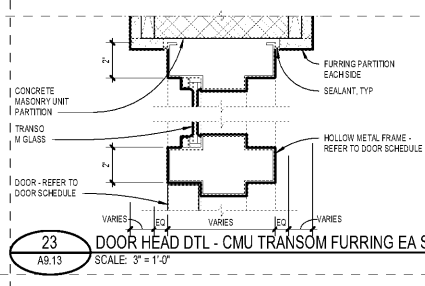 2"
FURRING PARTITION
EACH SIDE
SEALANT, TYP
CONCRETE
MASONRY UNIT
PARTITION
TRANSO
M GLASS
HOLLOW METAL FRAME -
REFER TO DOOR SCHEDULE
2"
DOOR - REFER TO
DOOR SCHEDULE
VARIES EQ VARIES EQ VARIES
23 DOOR HEAD DTL - CMU TRANSOM FURRING EA S
A9.13 SCALE: 3" = 1'-0"